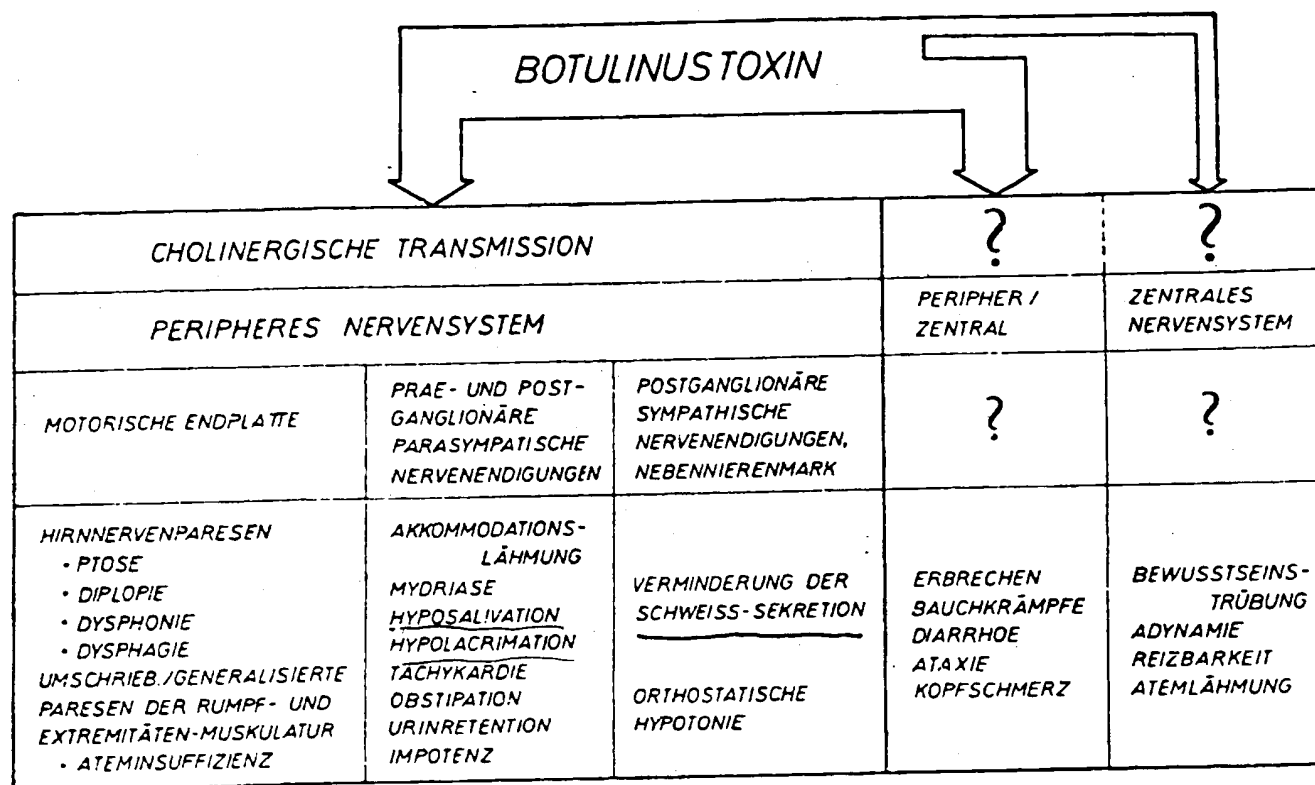 BOTULINUSTOXIN
CHOLINERGISCHE TRANSMISSION
?
?
PERIPHERES NERVENSYSTEM
PERIPHER /
ZENTRAL
ZENTRALES
NERVENSYSTEM
MOTORISCHE ENDPLATTE
PRAE- UND POST-
GANGLIONÄRE
PARASYMPATISCHE
NERVENENDIGUNGEN
POSTGANGLIONÄRE
SYMPATHISCHE
NERVENENDIGUNGEN,
NEBENNIERENMARK
?
?
HIRNNERVENPARESEN
• PTOSE
• DIPLOPIE
• DYSPHONIE
• DYSPHAGIE
UMSCHRIEB./GENERALISIERTE
PARESEN DER RUMPF- UND
EXTREMITÄTEN-MUSKULATUR
• ATEMINSUFFIZIENZ
AKKOMMODATIONS-
LÄHMUNG
MYDRIASE
HYPOSALIVATION
HYPOLACRIMATION
TACHYKARDIE
OBSTIPATION
URINRETENTION
IMPOTENZ
VERMINDERUNG DER
SCHWEISS-SEKRETION
ORTHOSTATISCHE
HYPOTONIE
ERBRECHEN
BAUCHKRÄMPFE
DIARRHOE
ATAXIE
KOPFSCHMERZ
BEWUSSTSEINS-
TRÜBUNG
ADYNAMIE
REIZBARKEIT
ATEMLÄHMUNG